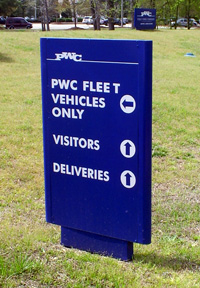 PWC
PWC FLEET
VEHICLES
ONLY
VISITORS
DELIVERIES